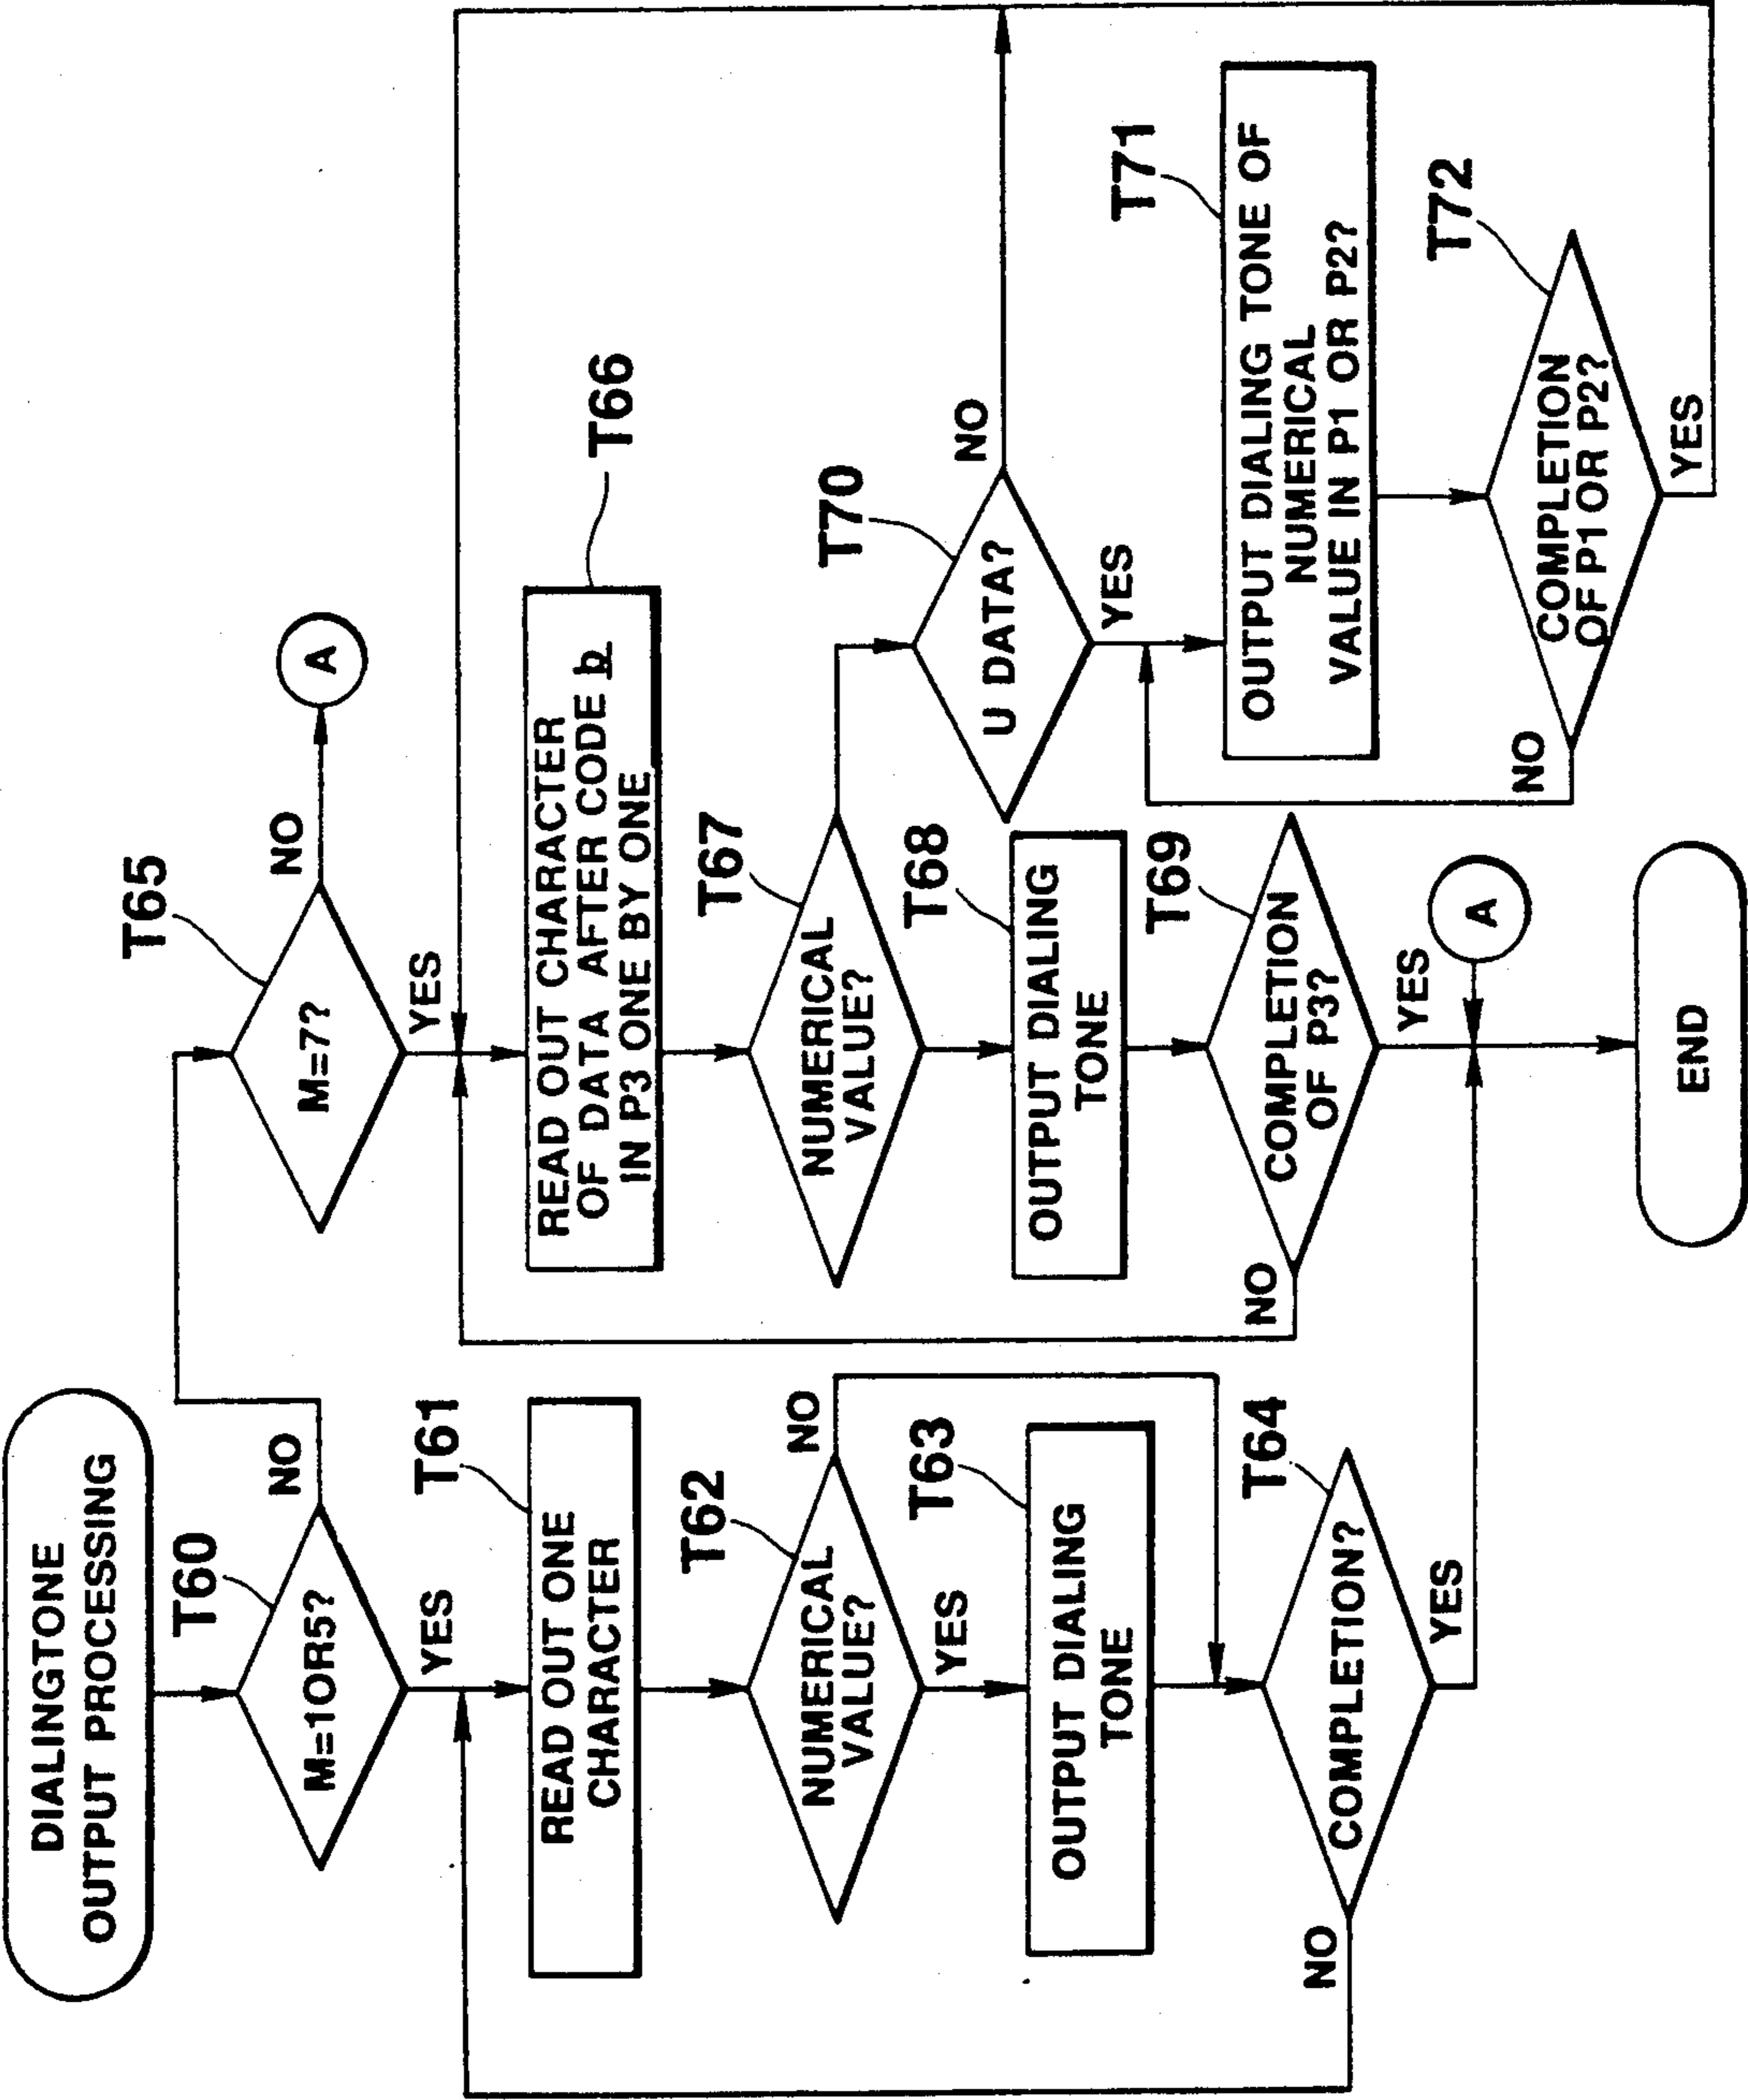 DIALINGTONE
OUTPUT PROCESSING
T60
M=1OR5?
NO
YES
T61
READ OUT ONE
CHARACTER
T62
NUMERICAL
VALUE?
NO
YES
T63
OUTPUT DIALING
TONE
T64
COMPLETION?
NO
YES
T65
M=7?
NO
A
YES
T66
READ OUT CHARACTER
OF DATA AFTER CODE b
IN P3 ONE BY ONE
T67
NUMERICAL
VALUE?
T68
OUTPUT DIALING
TONE
T69
COMPLETION
OF P3?
NO
YES
A
END
T70
U DATA?
NO
YES
T71
OUTPUT DIALING TONE OF
NUMERICAL
VALUE IN P1 OR P2?
T72
COMPLETION
OF P1 OR P2?
NO
YES